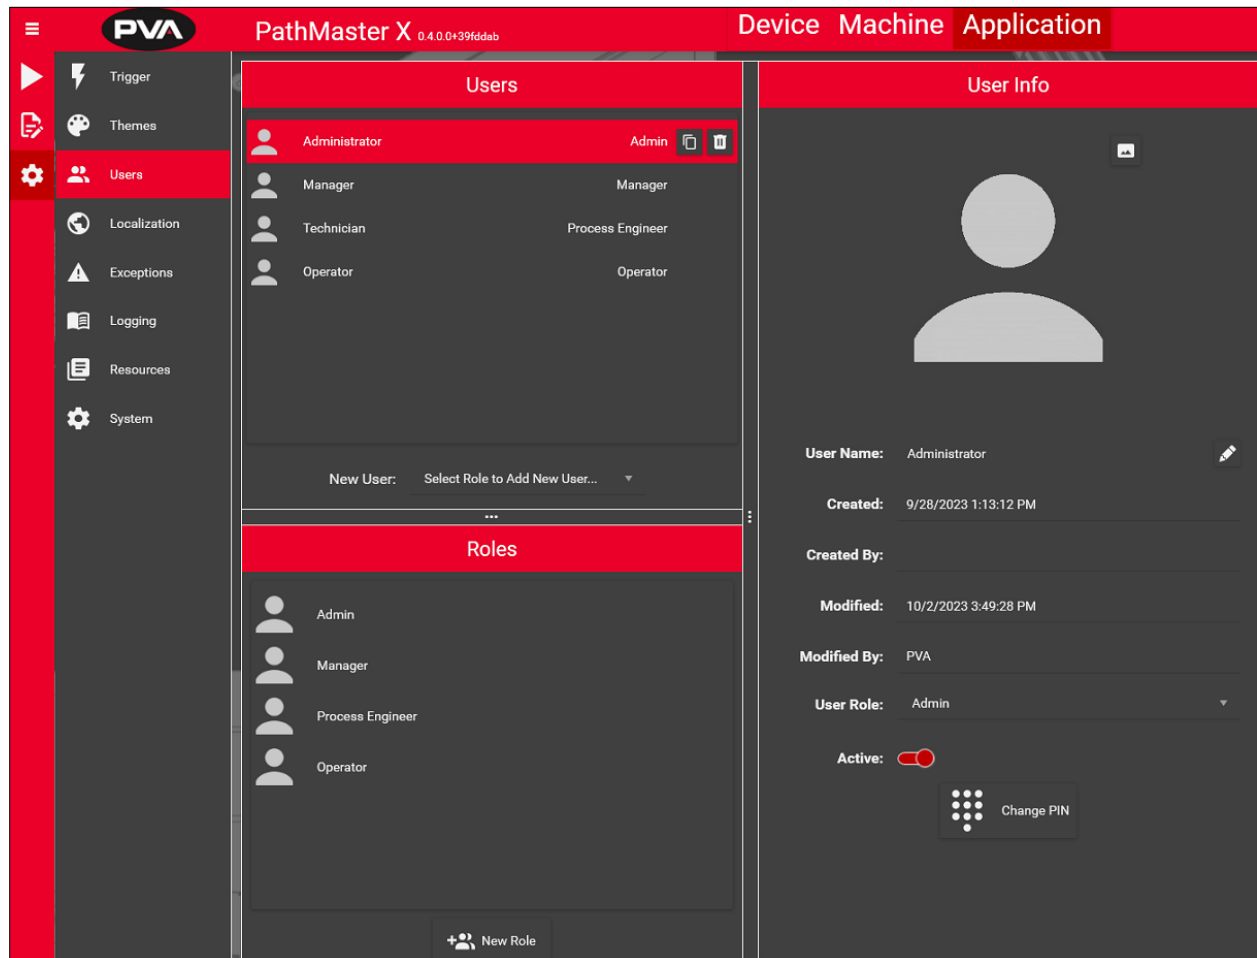 PVA
PathMaster X 0.4.0.0+39fddab
Device Machine Application
Trigger
Themes
Users
Localization
Exceptions
Logging
Resources
System
Users
Administrator Admin
Manager Manager
Technician Process Engineer
Operator Operator
New User: Select Role to Add New User...
Roles
Admin
Manager
Process Engineer
Operator
New Role
User Info
User Name: Administrator
Created: 9/28/2023 1:13:12 PM
Created By:
Modified: 10/2/2023 3:49:28 PM
Modified By: PVA
User Role: Admin
Active:
Change PIN